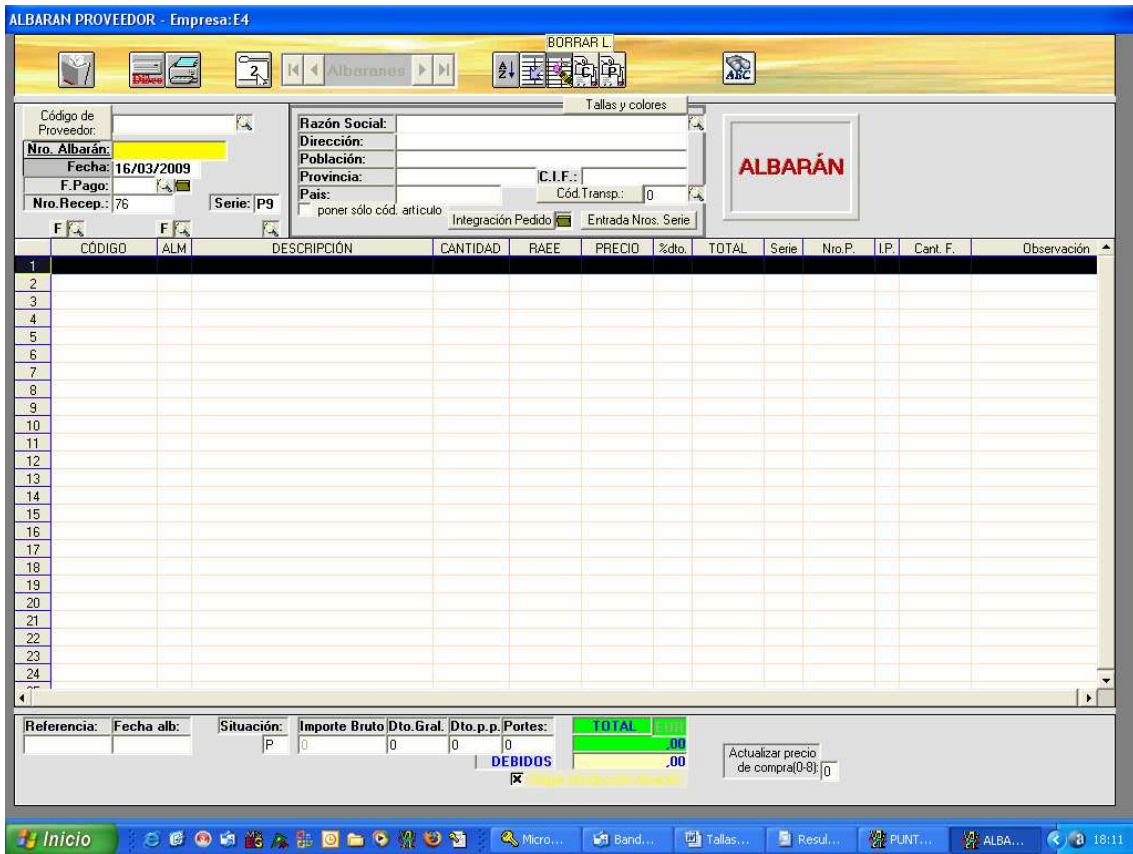 ALBARAN PROVEEDOR - Empresa:E4
BORRAR L.
2
Albaranes
A
Z
C
P
ABC
Tallas y colores
Código de
Proveedor:
Nro. Albarán:
Fecha: 16/03/2009
F.Pago:
Nro.Recep.: 76 Serie: P9
F F
Razón Social:
Dirección:
Población:
Provincia: C.I.F.:
Pais: Cód.Transp.: 0
poner sólo cód. articulo
Integración Pedido Entrada Nros. Serie
ALBARÁN
CÓDIGO ALM DESCRIPCIÓN CANTIDAD RAEE PRECIO %dto. TOTAL Serie Nro.P. I.P. Cant. F. Observación
1
2
3
4
5
6
7
8
9
10
11
12
13
14
15
16
17
18
19
20
21
22
23
24
Referencia: Fecha alb: Situación: Importe Bruto Dto.Gral. Dto.p.p. Portes: TOTAL EUR
P 0 0 0 0 ,00
DEBIDOS ,00
Actualizar precio
de compra(0-8): 0
Inicio Micro... Band... Tallas... Resul... PUNT... ALBA... 18:11